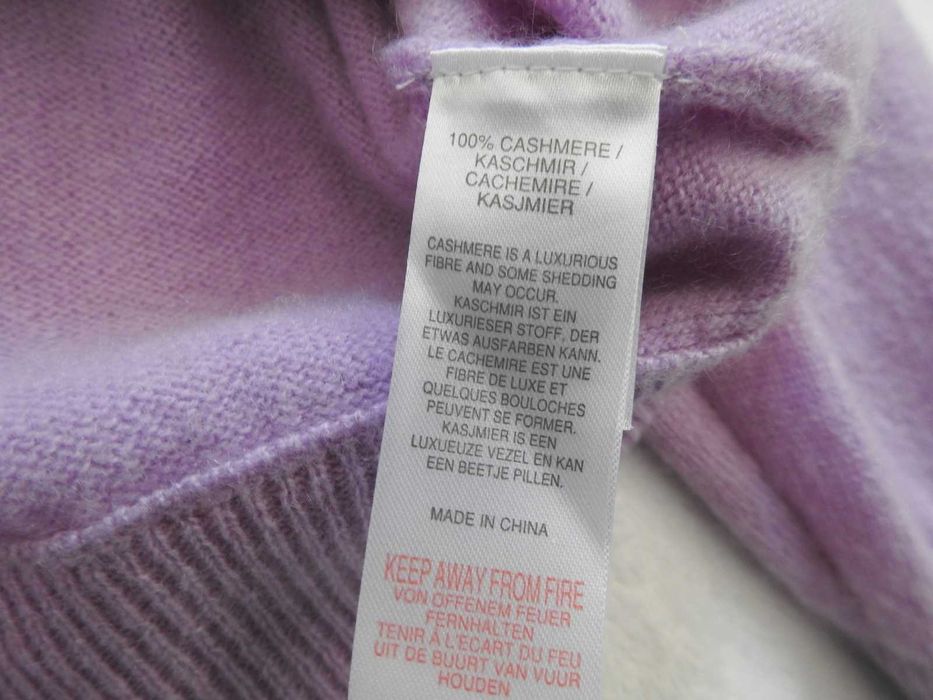 100% CASHMERE /
KASCHMIR /
CACHEMIRE /
KASJMIER
CASHMERE IS A LUXURIOUS
FIBRE AND SOME SHEDDING
MAY OCCUR.
KASCHMIR IST EIN
LUXURIESER STOFF, DER
ETWAS AUSFARBEN KANN.
LE CACHEMIRE EST UNE
FIBRE DE LUXE ET
QUELQUES BOULOCHES
PEUVENT SE FORMER.
KASJMIER IS EEN
LUXUEUZE VEZEL EN KAN
EEN BEETJE PILLEN.
MADE IN CHINA
KEEP AWAY FROM FIRE
VON OFFENEM FEUER
FERNHALTEN
TENIR À L'ECART DU FEU
UIT DE BUURT VAN VUUR
HOUDEN